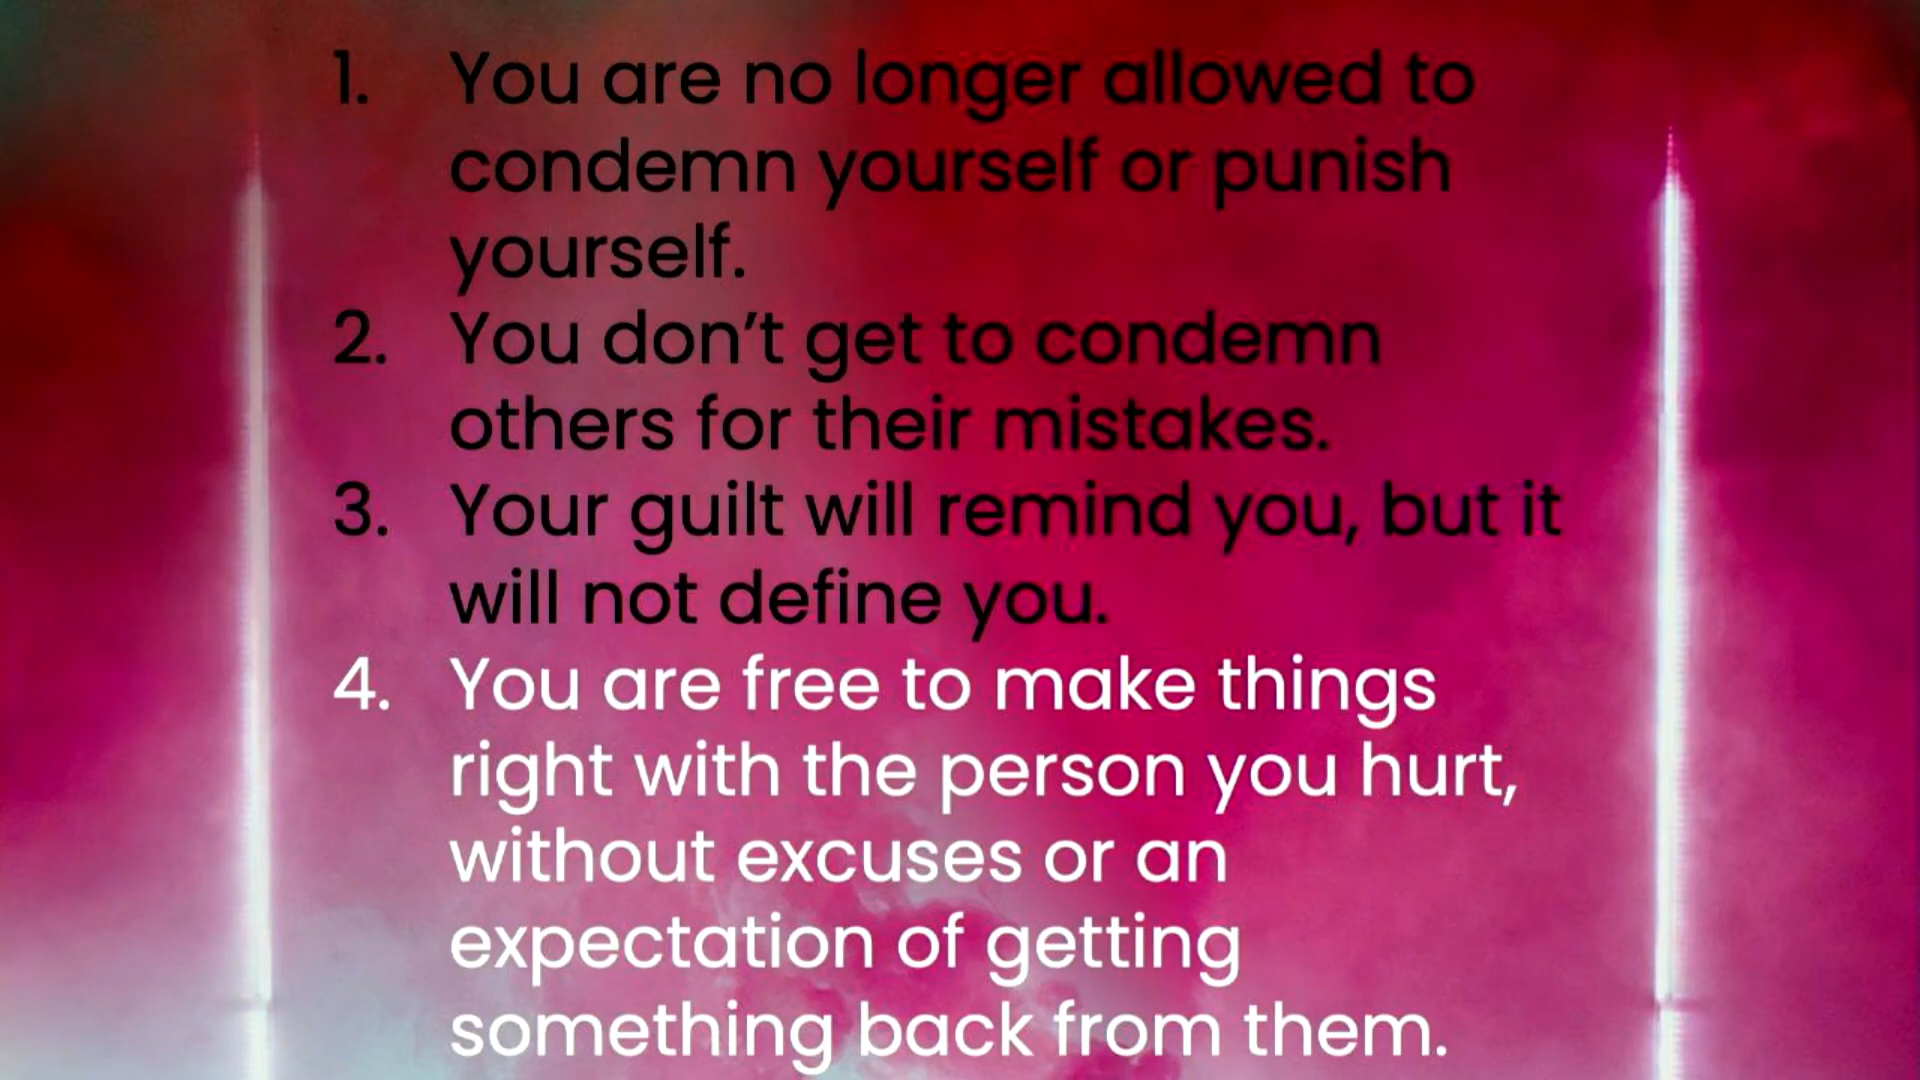 1. You are no longer allowed to
condemn yourself or punish
yourself.
2. You don’t get to condemn
others for their mistakes.
3. Your guilt will remind you, but it
will not define you.
4. You are free to make things
right with the person you hurt,
without excuses or an
expectation of getting
something back from them.